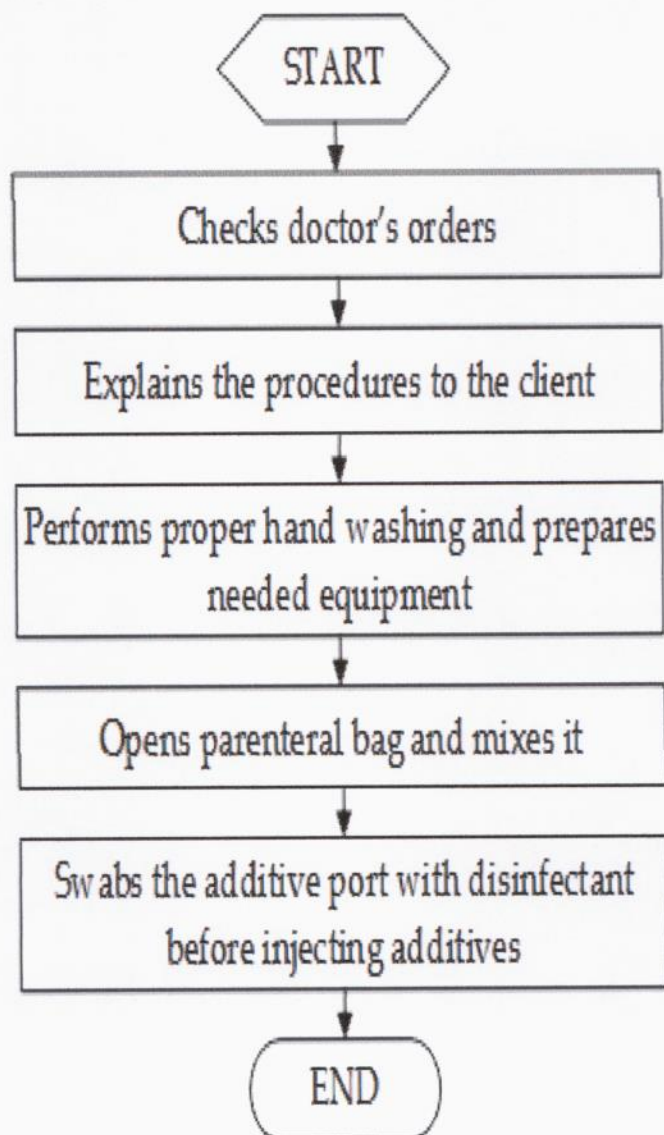 START
Checks doctor's orders
Explains the procedures to the client
Performs proper hand washing and prepares
needed equipment
Opens parenteral bag and mixes it
Swabs the additive port with disinfectant
before injecting additives
END